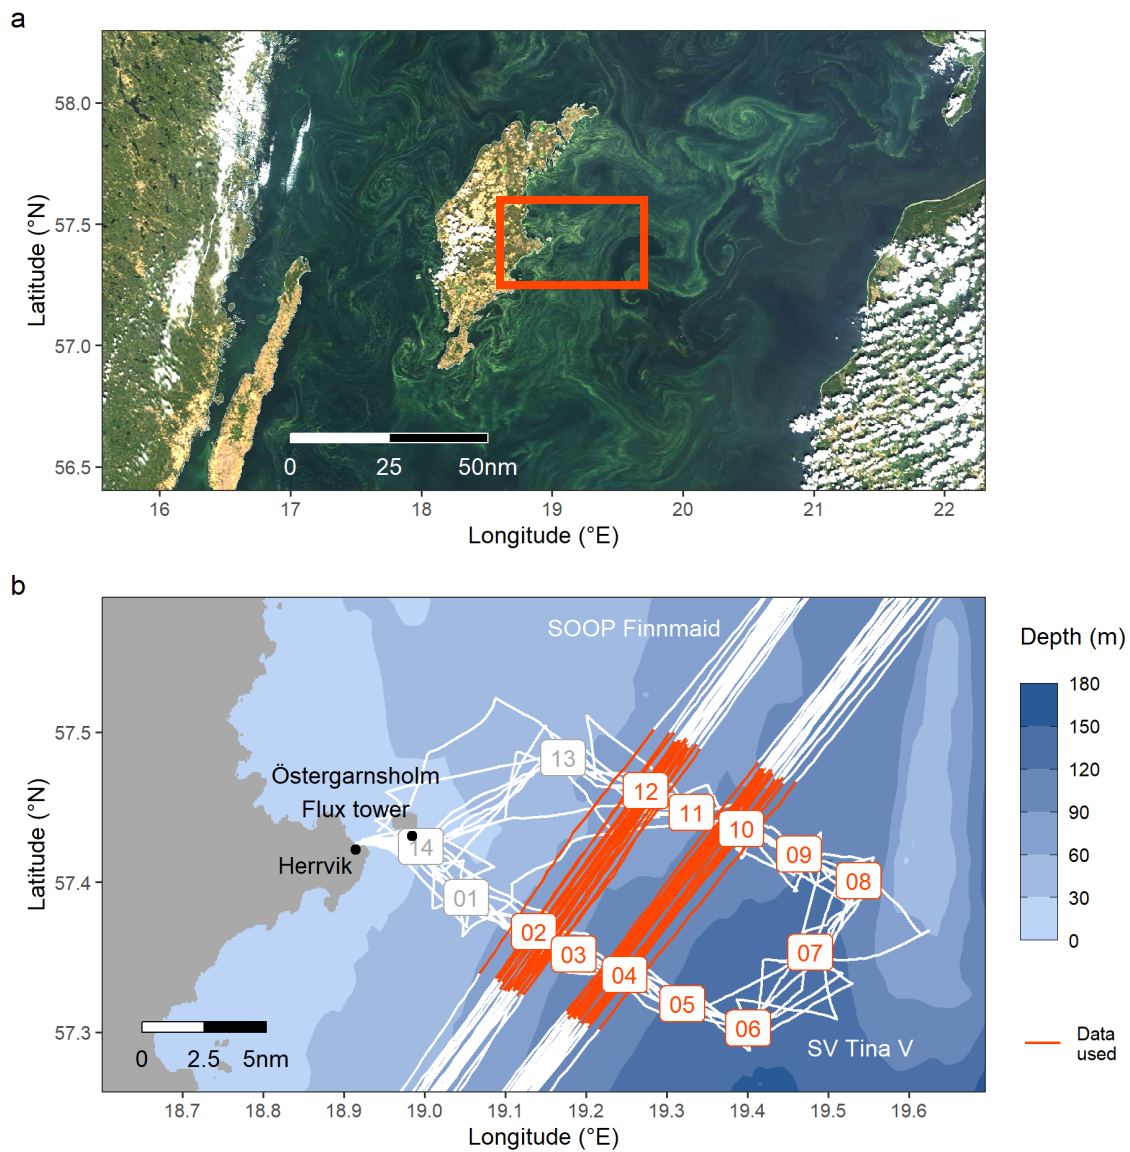 a
58.0
57.5
57.0
56.5
Latitude (°N)
0 25 50nm
16 17 18 19 20 21 22
Longitude (°E)
b
SOOP Finnmaid
Depth (m)
180
150
120
90
60
30
0
57.5
57.4
57.3
Latitude (°N)
Östergarnsholm
Flux tower
Herrvik
13
12
11
10
14
09
08
01
02
03
07
04
05
06
SV Tina V
0 2.5 5nm
Data
used
18.7 18.8 18.9 19.0 19.1 19.2 19.3 19.4 19.5 19.6
Longitude (°E)